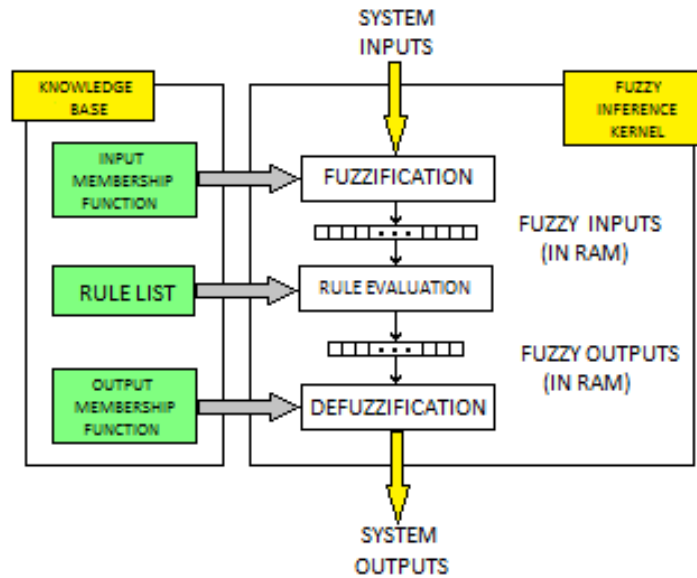 SYSTEM
INPUTS
KNOWLEDGE
BASE
FUZZY
INFERENCE
KERNEL
INPUT
MEMBERSHIP
FUNCTION
FUZZIFICATION
FUZZY INPUTS
(IN RAM)
RULE LIST
RULE EVALUATION
FUZZY OUTPUTS
(IN RAM)
OUTPUT
MEMBERSHIP
FUNCTION
DEFUZZIFICATION
SYSTEM
OUTPUTS